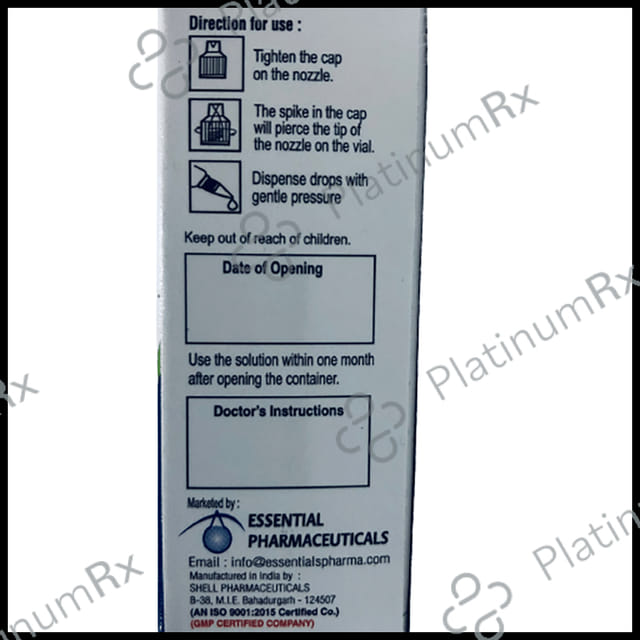 Direction for use :
Tighten the cap
on the nozzle.
The spike in the cap
will pierce the tip of
the nozzle on the vial.
Dispense drops with
gentle pressure
Keep out of reach of children.
Date of Opening
Use the solution within one month
after opening the container.
Doctor's Instructions
Marketed by :
ESSENTIAL
PHARMACEUTICALS
Email : info@essentialspharma.com
Manufactured in India by :
SHELL PHARMACEUTICALS
B-38, M.I.E. Bahadurgarh - 124507
(AN ISO 9001:2015 Certified Co.)
(GMP CERTIFIED COMPANY)
PlatinumRx
PlatinumRx
PlatinumRx
Rx
Platin
numRx